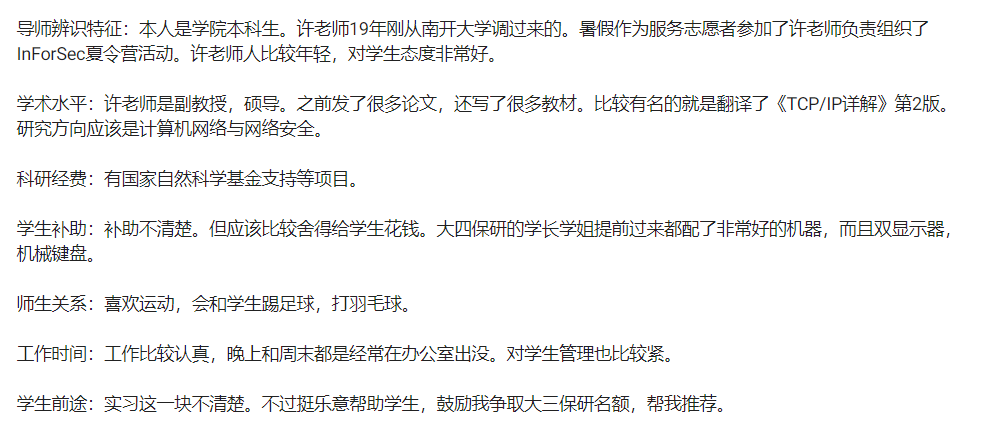 导师辨识特征：本人是学院本科生。许老师19年刚从南开大学调过来的。暑假作为服务志愿者参加了许老师负责组织了
InForSec夏令营活动。许老师人比较年轻，对学生态度非常好。
学术水平：许老师是副教授，硕导。之前发了很多论文，还写了很多教材。比较有名的就是翻译了《TCP/IP详解》第2版。
研究方向应该是计算机网络与网络安全。
科研经费：有国家自然科学基金支持等项目。
学生补助：补助不清楚。但应该比较舍得给学生花钱。大四保研的学长学姐提前过来都配了非常好的机器，而且双显示器，
机械键盘。
师生关系：喜欢运动，会和学生踢足球，打羽毛球。
工作时间：工作比较认真，晚上和周末都是经常在办公室出没。对学生管理也比较紧。
学生前途：实习这一块不清楚。不过挺乐意帮助学生，鼓励我争取大三保研名额，帮我推荐。